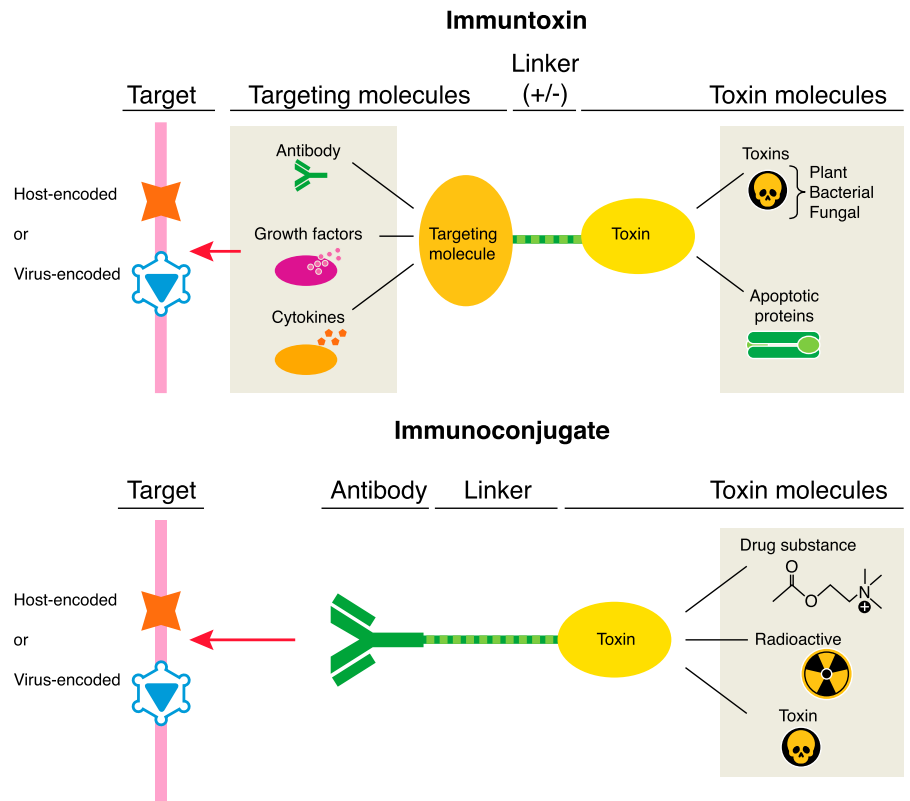 Immuntoxin
Target
Targeting molecules
Linker
(+/-)
Toxin molecules
Host-encoded
or
Virus-encoded
Antibody
Growth factors
Cytokines
Targeting
molecule
Toxin
Toxins
Plant
Bacterial
Fungal
Apoptotic
proteins
Immunoconjugate
Target
Antibody
Linker
Toxin molecules
Host-encoded
or
Virus-encoded
Toxin
Drug substance
O
O
N
+
Radioactive
Toxin